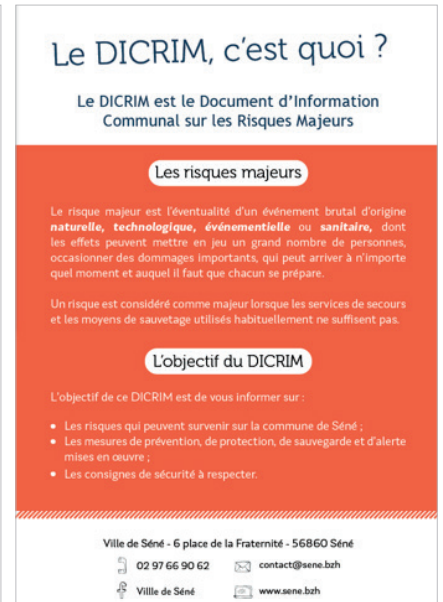 Le DICRIM, c'est quoi ?
Le DICRIM est le Document d'Information
Communal sur les Risques Majeurs
Les risques majeurs
Le risque majeur est l'éventualité d'un événement brutal d'origine
naturelle, technologique, événementielle ou sanitaire, dont
les effets peuvent mettre en jeu un grand nombre de personnes,
occasionner des dommages importants, qui peut arriver à n'importe
quel moment et auquel il faut que chacun se prépare.
Un risque est considéré comme majeur lorsque les services de secours
et les moyens de sauvetage utilisés habituellement ne suffisent pas.
L'objectif du DICRIM
L'objectif de ce DICRIM est de vous informer sur :
• Les risques qui peuvent survenir sur la commune de Séné ;
• Les mesures de prévention, de protection, de sauvegarde et d'alerte
mises en œuvre ;
• Les consignes de sécurité à respecter.
Ville de Séné - 6 place de la Fraternité - 56860 Séné
02 97 66 90 62 contact@sene.bzh
Villle de Séné www.sene.bzh